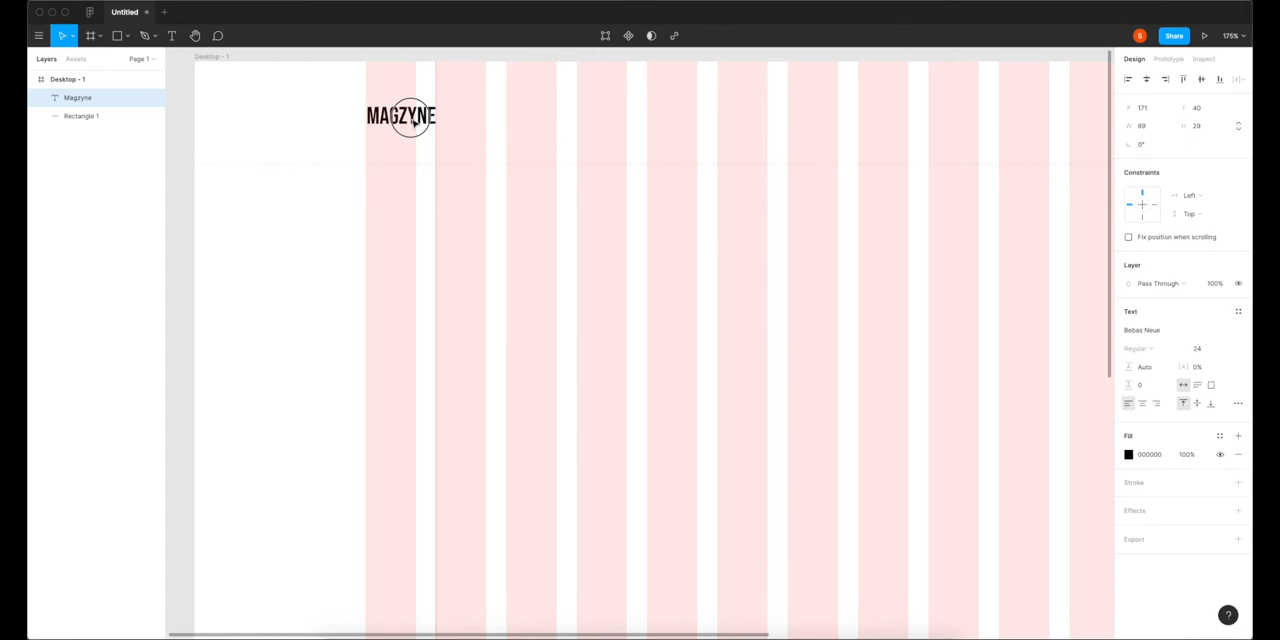 Untitled
Share
175%
Layers
Assets
Page 1
Desktop - 1
Magzyne
Rectangle 1
Desktop - 1
MAGZYNE
Design
Prototype
Inspect
X 171
Y 40
W 69
H 29
0°
Constraints
Left
Top
Fix position when scrolling
Layer
Pass Through
100%
Text
Bebas Neue
Regular
24
Auto
|A| 0%
0
Fill
000000
100%
Stroke
Effects
Export
S
?